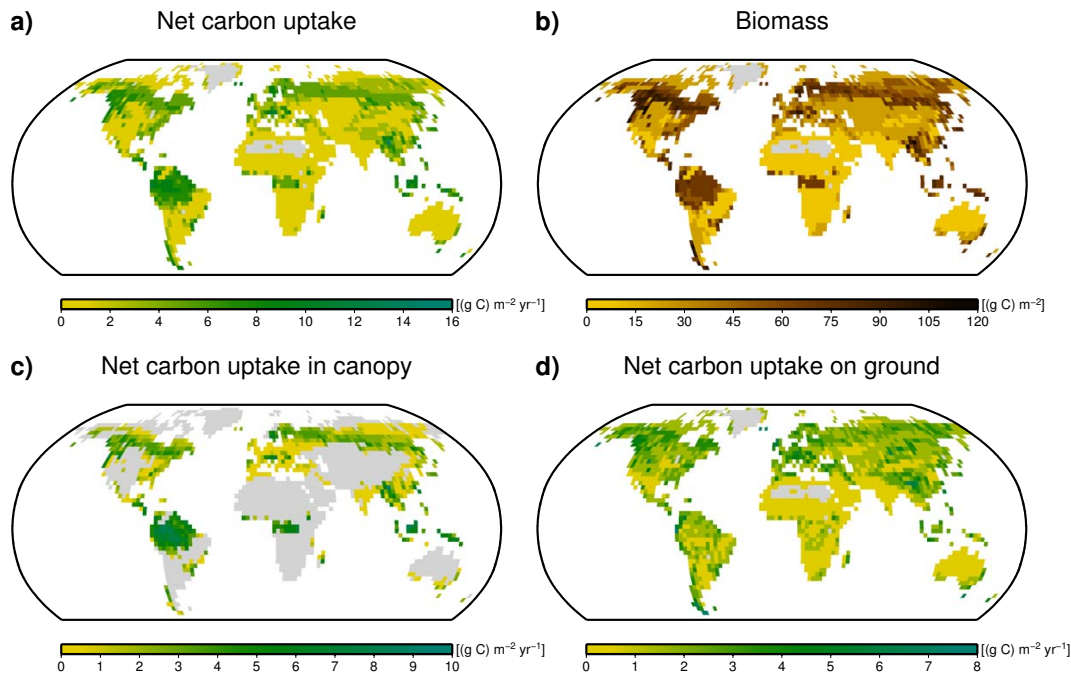 a) Net carbon uptake
b) Biomass
0 2 4 6 8 10 12 14 16 [(g C) m⁻² yr⁻¹]
0 15 30 45 60 75 90 105 120 [(g C) m⁻²]
c) Net carbon uptake in canopy
d) Net carbon uptake on ground
0 1 2 3 4 5 6 7 8 9 10 [(g C) m⁻² yr⁻¹]
0 1 2 3 4 5 6 7 8 [(g C) m⁻² yr⁻¹]